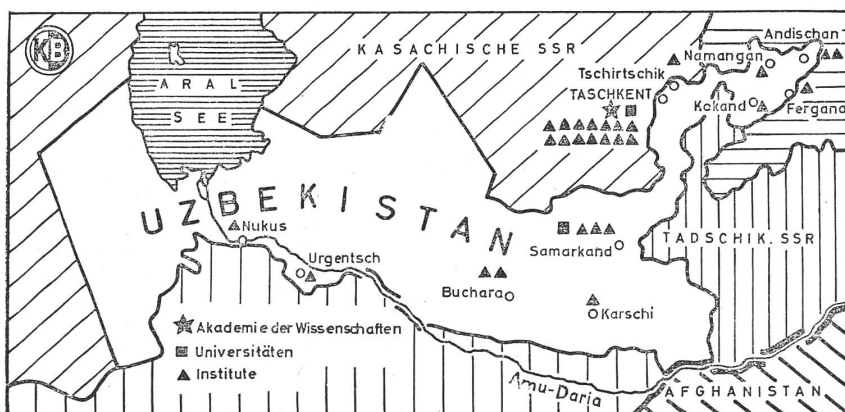 KB
ARAL
SEE
KASACHISCHE SSR
Andischan
Namangan
Tschirtschik
TASCHKENT
Kokand
Fergana
UZBEKISTAN
Nukus
Urgentsch
Samarkand
TADSCHIK. SSR
Buchara
Karschi
Akademie der Wissenschaften
Universitäten
Institute
Amu-Darja
AFGHANISTAN